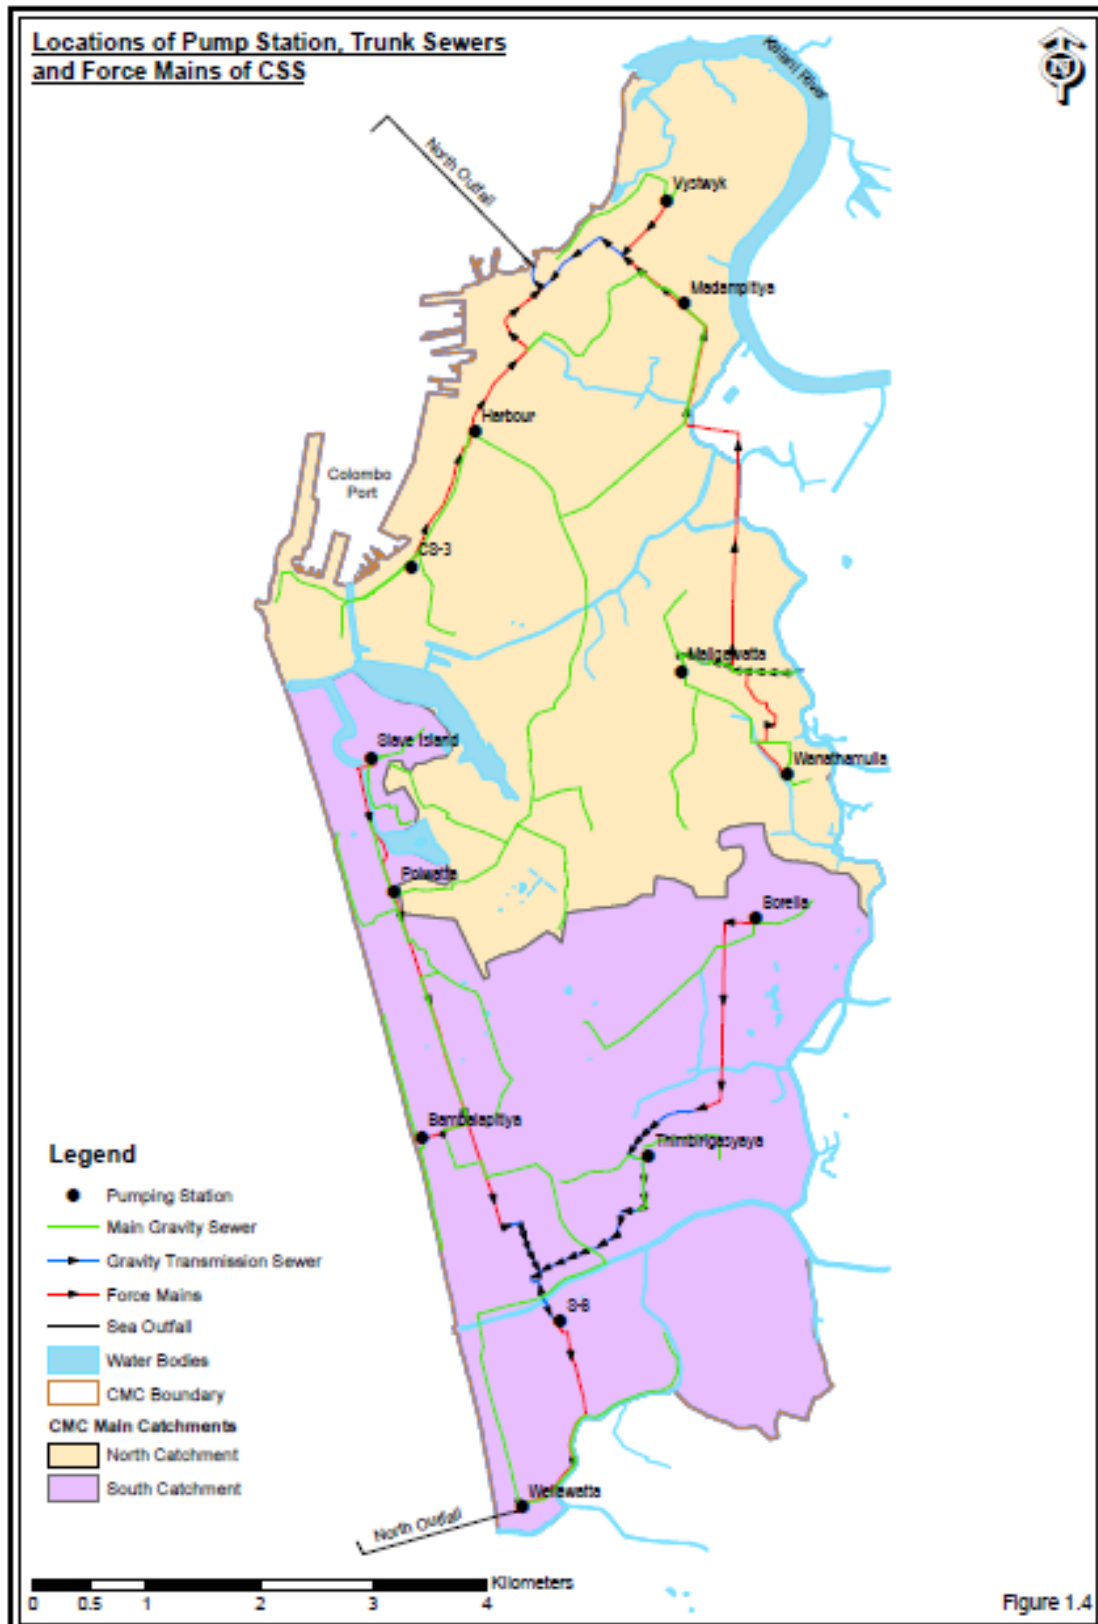 Locations of Pump Station, Trunk Sewers
and Force Mains of CSS
N
Kelani River
North Outfall
Vystwyk
Madampitiya
Harbour
Colombo
Port
CS-3
Maligawatta
Wanathamulla
Slave Island
Polwatta
Borella
Bambalapitiya
Thimbirigasyaya
S-6
Wellawatta
North Outfall
Legend
Pumping Station
Main Gravity Sewer
Gravity Transmission Sewer
Force Mains
Sea Outfall
Water Bodies
CMC Boundary
CMC Main Catchments
North Catchment
South Catchment
Kilometers
0 0.5 1 2 3 4
Figure 1.4